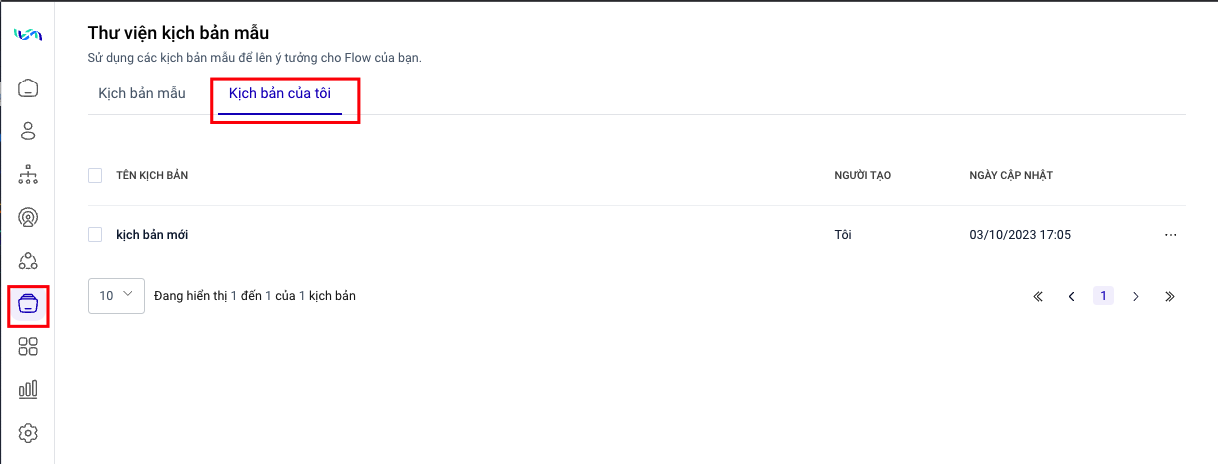 Thư viện kịch bản mẫu
Sử dụng các kịch bản mẫu để lên ý tưởng cho Flow của bạn.
Kịch bản mẫu Kịch bản của tôi
TÊN KỊCH BẢN NGƯỜI TẠO NGÀY CẬP NHẬT
kịch bản mới Tôi 03/10/2023 17:05 ...
10 Đang hiển thị 1 đến 1 của 1 kịch bản 1